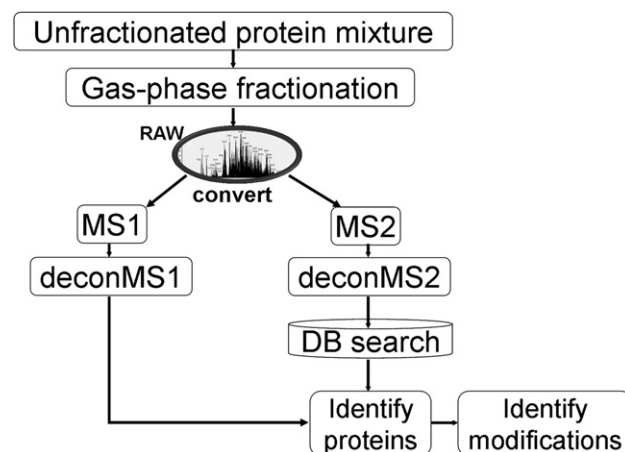 Unfractionated protein mixture
Gas-phase fractionation
RAW
convert
MS1
MS2
deconMS1
deconMS2
DB search
Identify
proteins
Identify
modifications